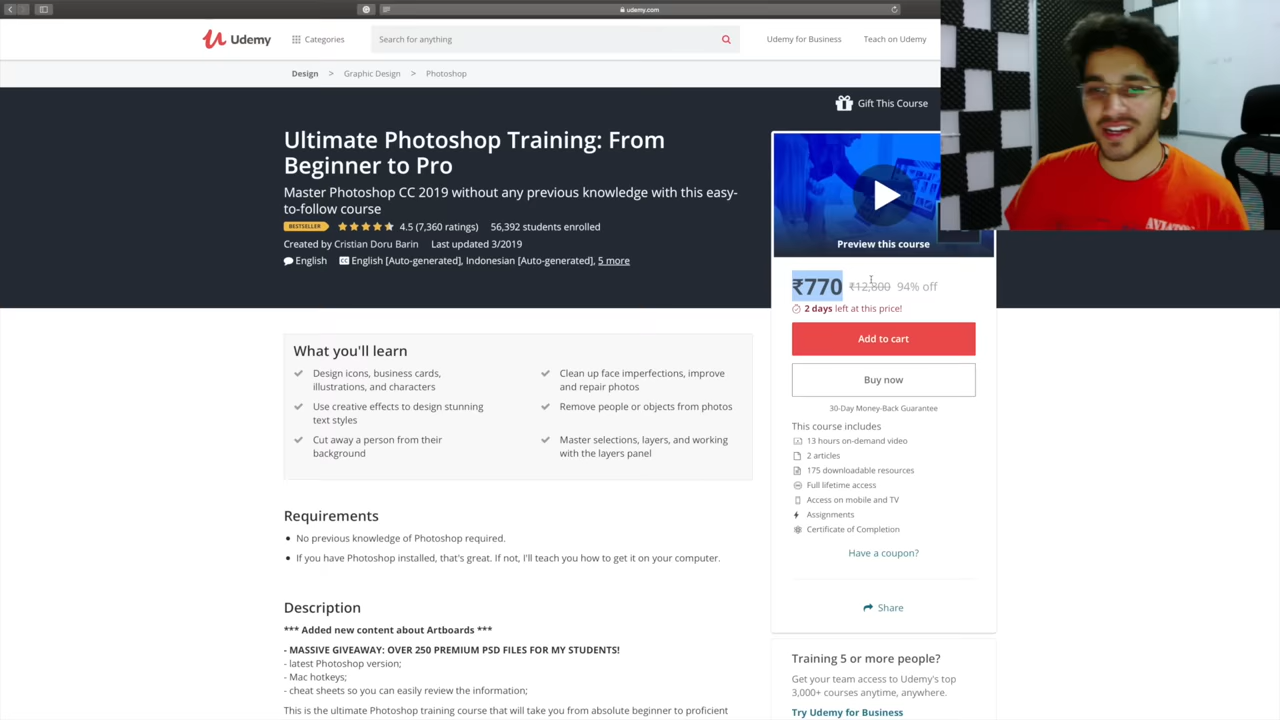 udemy.com
Udemy
Categories
Search for anything
Udemy for Business
Teach on Udemy
Design > Graphic Design > Photoshop
Gift This Course
Ultimate Photoshop Training: From
Beginner to Pro
Master Photoshop CC 2019 without any previous knowledge with this easy-
to-follow course
BESTSELLER 4.5 (7,360 ratings) 56,392 students enrolled
Created by Cristian Doru Barin Last updated 3/2019
English English [Auto-generated], Indonesian [Auto-generated], 5 more
Preview this course
₹770 ₹12,800 94% off
2 days left at this price!
Add to cart
Buy now
30-Day Money-Back Guarantee
This course includes
13 hours on-demand video
2 articles
175 downloadable resources
Full lifetime access
Access on mobile and TV
Assignments
Certificate of Completion
Have a coupon?
Share
Training 5 or more people?
Get your team access to Udemy's top
3,000+ courses anytime, anywhere.
Try Udemy for Business
What you'll learn
Design icons, business cards,
illustrations, and characters
Use creative effects to design stunning
text styles
Cut away a person from their
background
Clean up face imperfections, improve
and repair photos
Remove people or objects from photos
Master selections, layers, and working
with the layers panel
Requirements
No previous knowledge of Photoshop required.
If you have Photoshop installed, that's great. If not, I'll teach you how to get it on your computer.
Description
*** Added new content about Artboards ***
- MASSIVE GIVEAWAY: OVER 250 PREMIUM PSD FILES FOR MY STUDENTS!
- latest Photoshop version;
- Mac hotkeys;
- cheat sheets so you can easily review the information;
This is the ultimate Photoshop training course that will take you from absolute beginner to proficient